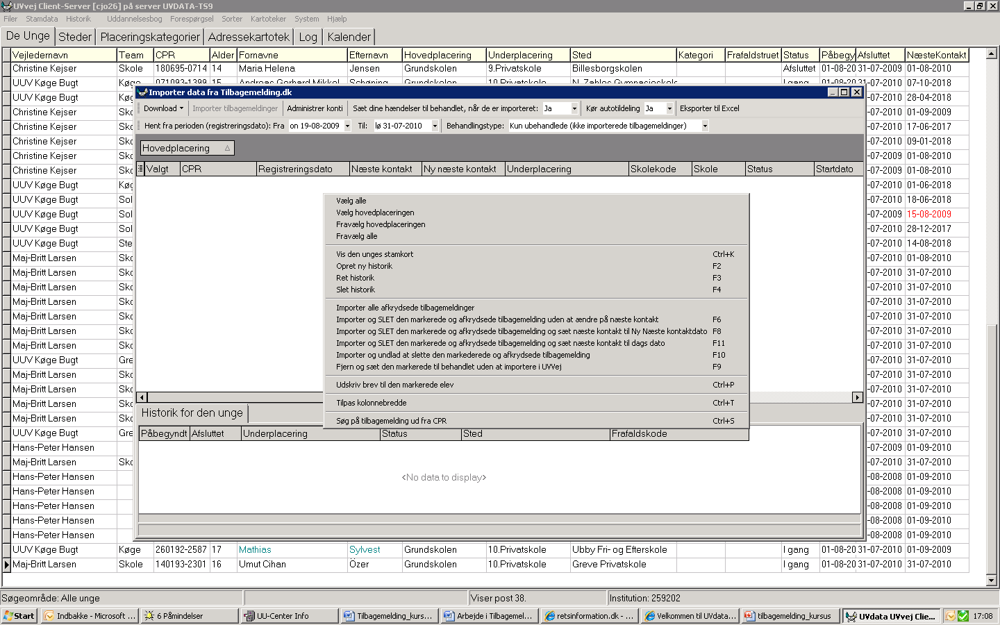 UVvej Client-Server [cjo26] på server UVDATA-TS9
Filer Stamdata Historik Uddannelsesbog Forespørgsel Sorter Kartoteker System Hjælp
De Unge Steder Placeringskategorier Adressekartotek Log Kalender
Vejledernavn Team CPR Alder Fornavne Efternavn Hovedplacering Underplacering Sted Kategori Frafaldstruet Status Påbegy Afsluttet NæsteKontakt
Christine Kejser Skole 180695-0714 14 Maria Helena Jensen Grundskolen 9.Privatskole Billesborgskolen Afsluttet 01-08-20 31-07-2009 01-08-2010
UUV Køge Bugt Køge 071093-1399 15 Andreas Gerhard Mikkel Schøning Grundskolen 10.Privatskole N. Zahles Gymnasieskole I gang 01-08-20 31-07-2010 07-10-2018
UUV Køge Bugt Køg -07-2010 28-04-2018
Christine Kejser Sko -07-2010 01-09-2009
Christine Kejser Sko -07-2010 17-06-2017
Christine Kejser Sko -07-2010 09-01-2018
Christine Kejser Sko -07-2010 01-08-2010
Christine Kejser Sko -07-2010 01-08-2010
UUV Køge Bugt Køg -07-2010 01-06-2018
UUV Køge Bugt Sol -07-2010 18-06-2018
UUV Køge Bugt Sol -07-2009 15-08-2009
UUV Køge Bugt Sol -07-2010 28-12-2017
UUV Køge Bugt Ste -07-2010 14-08-2018
Maj-Britt Larsen Sko -07-2010 01-08-2010
Maj-Britt Larsen Sko -07-2010 31-07-2010
Maj-Britt Larsen Sko -07-2010 31-07-2010
Maj-Britt Larsen Sko -07-2010 31-07-2010
Maj-Britt Larsen Sko -07-2010 31-07-2010
Maj-Britt Larsen Sko -07-2010 31-07-2010
Maj-Britt Larsen Sko -07-2010 31-07-2010
UUV Køge Bugt Gre -07-2010 31-07-2010
Maj-Britt Larsen Sko -07-2010 31-07-2010
Maj-Britt Larsen Sko -07-2010 31-07-2010
Maj-Britt Larsen Sko -07-2010 31-07-2010
UUV Køge Bugt Gre -07-2010 31-07-2010
Hans-Peter Hansen -07-2009 01-09-2010
Maj-Britt Larsen Sko -07-2010 31-07-2010
Hans-Peter Hansen -08-2008 01-09-2010
Hans-Peter Hansen -08-2008 01-09-2010
Hans-Peter Hansen -08-2008 01-09-2010
Hans-Peter Hansen -08-2008 01-09-2010
Hans-Peter Hansen -08-2008 01-09-2010
UUV Køge Bugt Køge 260192-2587 17 Mathias Sylvest Grundskolen 10.Privatskole Ubby Fri- og Efterskole I gang 01-08-20 31-07-2010 01-09-2009
Maj-Britt Larsen Skole 140193-2301 16 Umut Cihan Özer Grundskolen 10.Privatskole Greve Privatskole I gang 01-08-20 31-07-2010 31-07-2010
Importer data fra Tilbagemelding.dk
Download Importer tilbagemeldinger Administrer konti Sæt dine hændelser til behandlet, når de er importeret: Ja Kør autotildeling Ja Eksporter til Excel
Hent fra perioden (registreringsdato): Fra on 19-08-2009 Til: lø 31-07-2010 Behandlingstype: Kun ubehandlede (ikke importerede tilbagemeldinger)
Hovedplacering
Valgt CPR Registreringsdato Næste kontakt Ny næste kontakt Underplacering Skolekode Skole Status Startdato
Vælg alle
Vælg hovedplaceringen
Fravælg hovedplaceringen
Fravælg alle
Vis den unges stamkort Ctrl+K
Opret ny historik F2
Ret historik F3
Slet historik F4
Importer alle afkrydsede tilbagemeldinger
Importer og SLET den markerede og afkrydsede tilbagemelding uden at ændre på næste kontakt F6
Importer og SLET den markerede og afkrydsede tilbagemelding og sæt næste kontakt til Ny Næste kontaktdato F8
Importer og SLET den markerede og afkrydsede tilbagemelding og sæt næste kontakt til dags dato F11
Importer og undlad at slette den markederede og afkrydsede tilbagemelding F10
Fjern og sæt den markerede til behandlet uden at importere i UVVej F9
Udskriv brev til den markerede elev Ctrl+P
Tilpas kolonnebredde Ctrl+T
Søg på tilbagemelding ud fra CPR Ctrl+S
Historik for den unge
Påbegyndt Afsluttet Underplacering Status Sted Frafaldskode
<No data to display>
Søgeområde: Alle unge Viser post 38. Institution: 259202
Start Indbakke - Microsoft ... 6 Påmindelser UU-Center Info Tilbagemelding_kurs... Arbejde i Tilbagemel... retsinformation.dk - ... Velkommen til UVdata... tilbagemelding_kursus UVdata UVvej Clie... 17:08